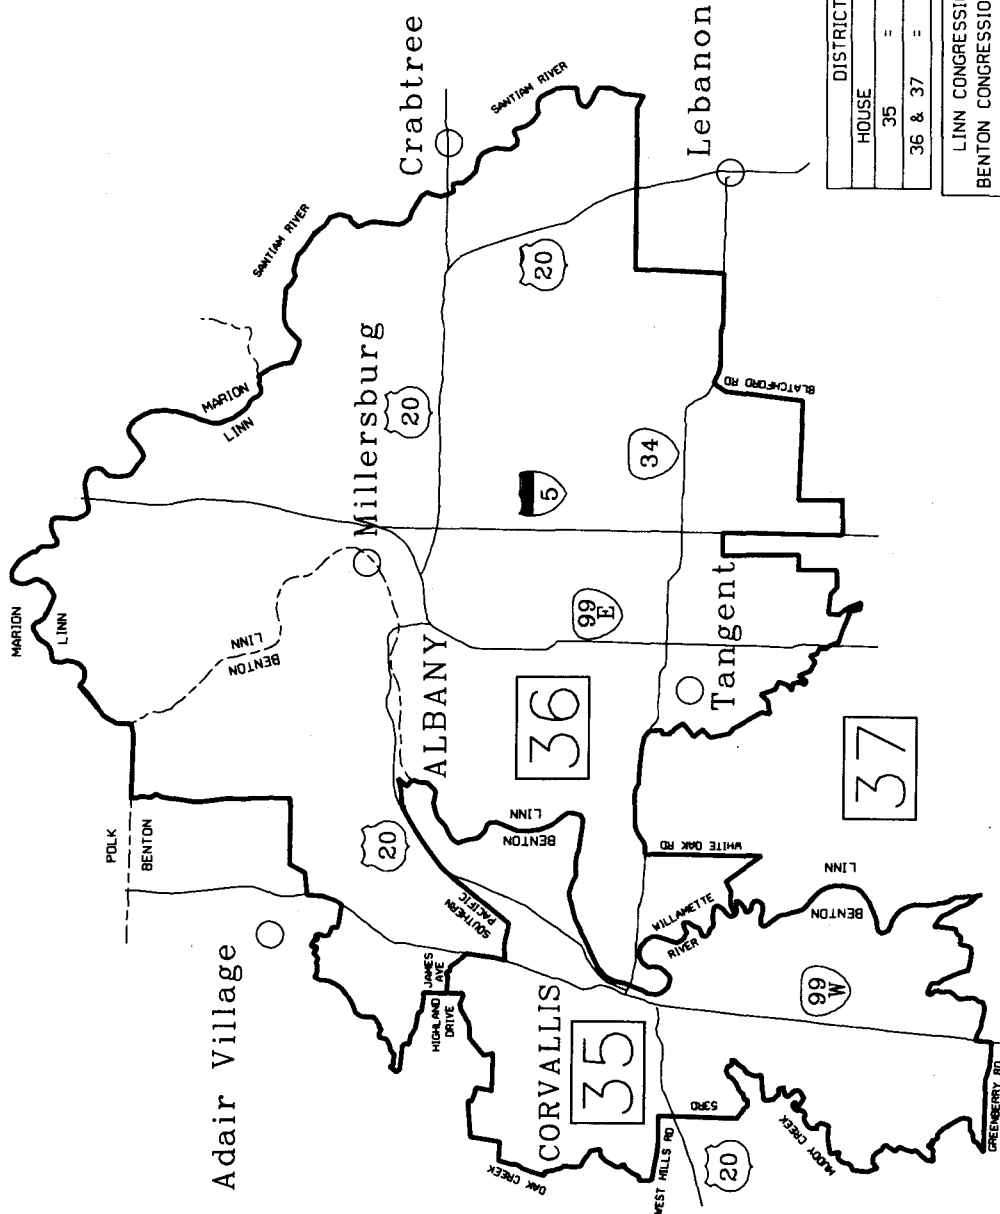 MARION
LINN
POLK
BENTON
MARION
LINN
SANTIAM RIVER
LINN
BENTON
Adair Village
Millersburg
20
20
Crabtree
JAMES
AVE
HIGHLAND
DRIVE
SOUTHERN
PACIFIC
ALBANY
SANTIAM RIVER
OAK CREEK
CORVALLIS
LINN
BENTON
36
5
20
35
99
E
34
WEST HILLS RD
WILLAMETTE
RIVER
53RD
WHITE OAK RD
Tangent
BLATCHFORD RD
Lebanon
20
MUDDY CREEK
99
W
LINN
BENTON
37
GREENBERRY RD
DISTRICT
HOUSE
35 =
36 & 37 =
LINN CONGRESSIO
BENTON CONGRESSIO